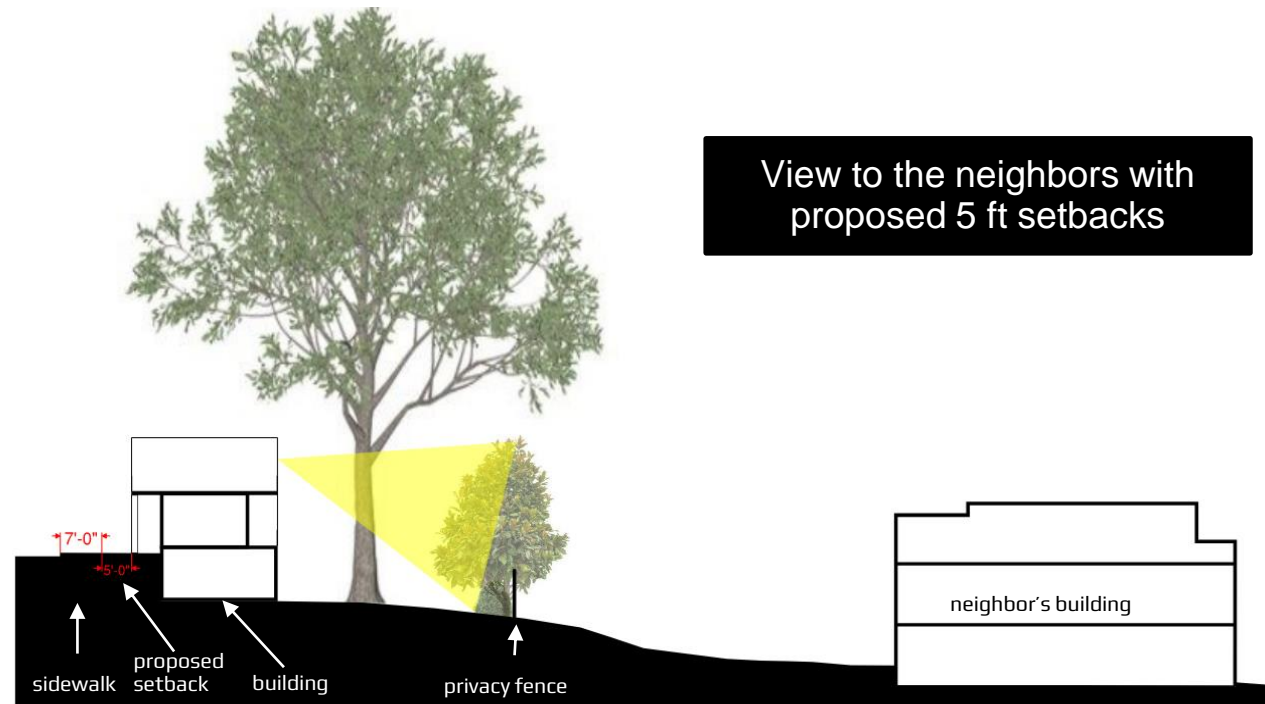 View to the neighbors with
proposed 5 ft setbacks
7'-0"
5'-0"
neighbor's building
sidewalk
proposed
setback
building
privacy fence